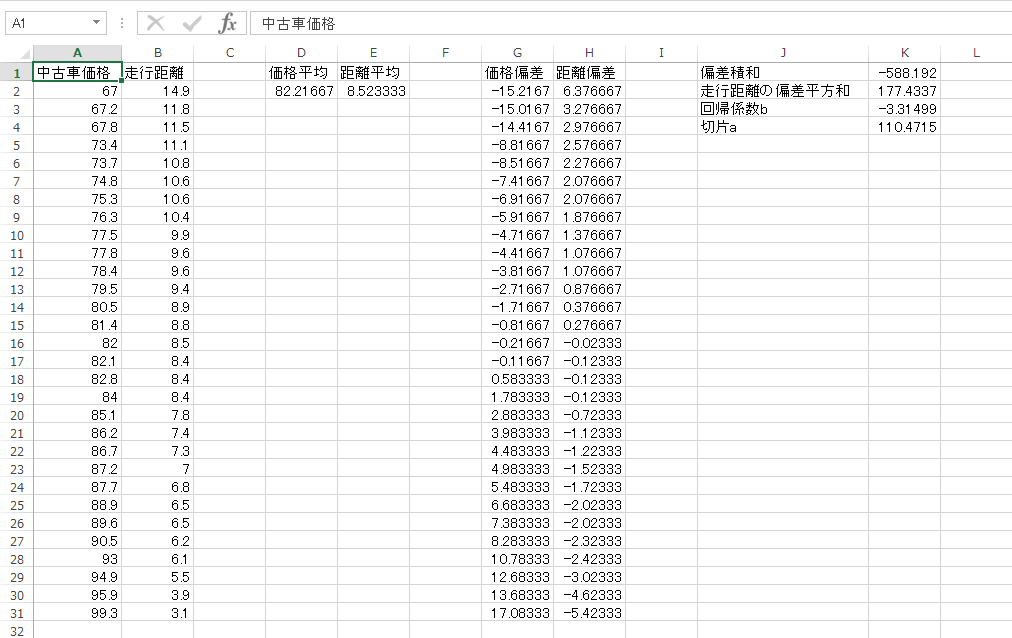 A1 fx 中古車価格
A B C D E F G H I J K L
1 中古車価格 走行距離 価格平均 距離平均 価格偏差 距離偏差 偏差積和 -588.192
2 67 14.9 82.21667 8.523333 -15.2167 6.376667 走行距離の偏差平方和 177.4337
3 67.2 11.8 -15.0167 3.276667 回帰係数b -3.31499
4 67.8 11.5 -14.4167 2.976667 切片a 110.4715
5 73.4 11.1 -8.81667 2.576667
6 73.7 10.8 -8.51667 2.276667
7 74.8 10.6 -7.41667 2.076667
8 75.3 10.6 -6.91667 2.076667
9 76.3 10.4 -5.91667 1.876667
10 77.5 9.9 -4.71667 1.376667
11 77.8 9.6 -4.41667 1.076667
12 78.4 9.6 -3.81667 1.076667
13 79.5 9.4 -2.71667 0.876667
14 80.5 8.9 -1.71667 0.376667
15 81.4 8.8 -0.81667 0.276667
16 82 8.5 -0.21667 -0.02333
17 82.1 8.4 -0.11667 -0.12333
18 82.8 8.4 0.583333 -0.12333
19 84 8.4 1.783333 -0.12333
20 85.1 7.8 2.883333 -0.72333
21 86.2 7.4 3.983333 -1.12333
22 86.7 7.3 4.483333 -1.22333
23 87.2 7 4.983333 -1.52333
24 87.7 6.8 5.483333 -1.72333
25 88.9 6.5 6.683333 -2.02333
26 89.6 6.5 7.383333 -2.02333
27 90.5 6.2 8.283333 -2.32333
28 93 6.1 10.78333 -2.42333
29 94.9 5.5 12.68333 -3.02333
30 95.9 3.9 13.68333 -4.62333
31 99.3 3.1 17.08333 -5.42333
32